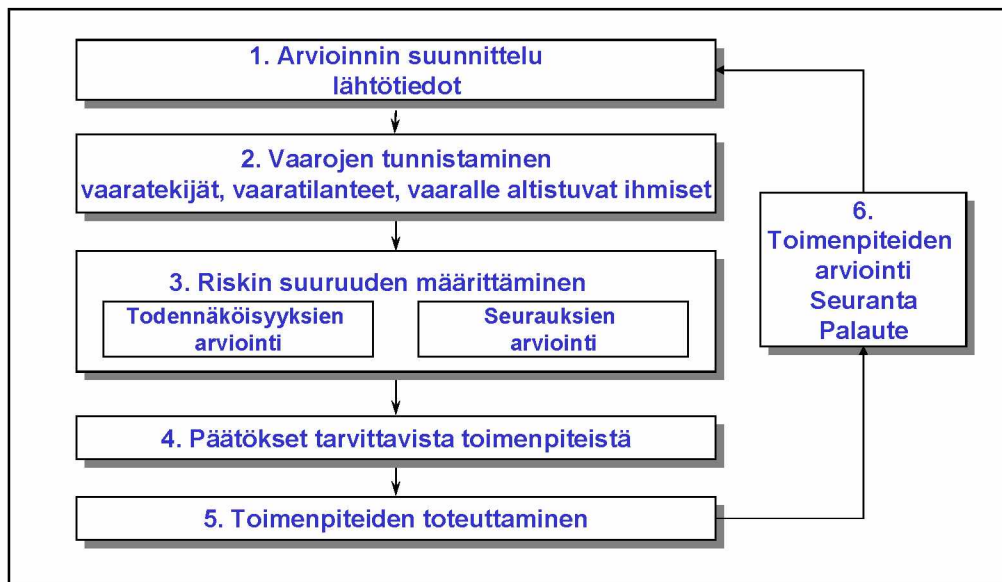 1. Arvioinnin suunnittelu
lähtötiedot
2. Vaarojen tunnistaminen
vaaratekijät, vaaratilanteet, vaaralle altistuvat ihmiset
3. Riskin suuruuden määrittäminen
Todennäköisyyksien
arviointi
Seurauksien
arviointi
4. Päätökset tarvittavista toimenpiteistä
5. Toimenpiteiden toteuttaminen
6.
Toimenpiteiden
arviointi
Seuranta
Palaute